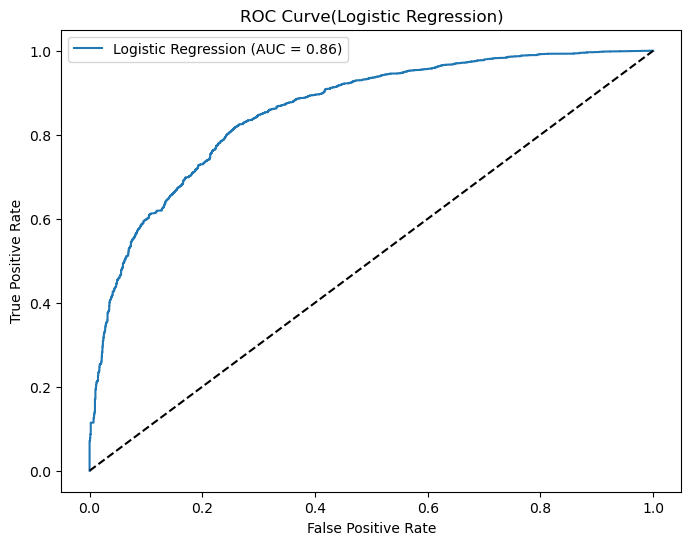 ROC Curve(Logistic Regression)
Logistic Regression (AUC = 0.86)
True Positive Rate
1.0
0.8
0.6
0.4
0.2
0.0
0.0 0.2 0.4 0.6 0.8 1.0
False Positive Rate